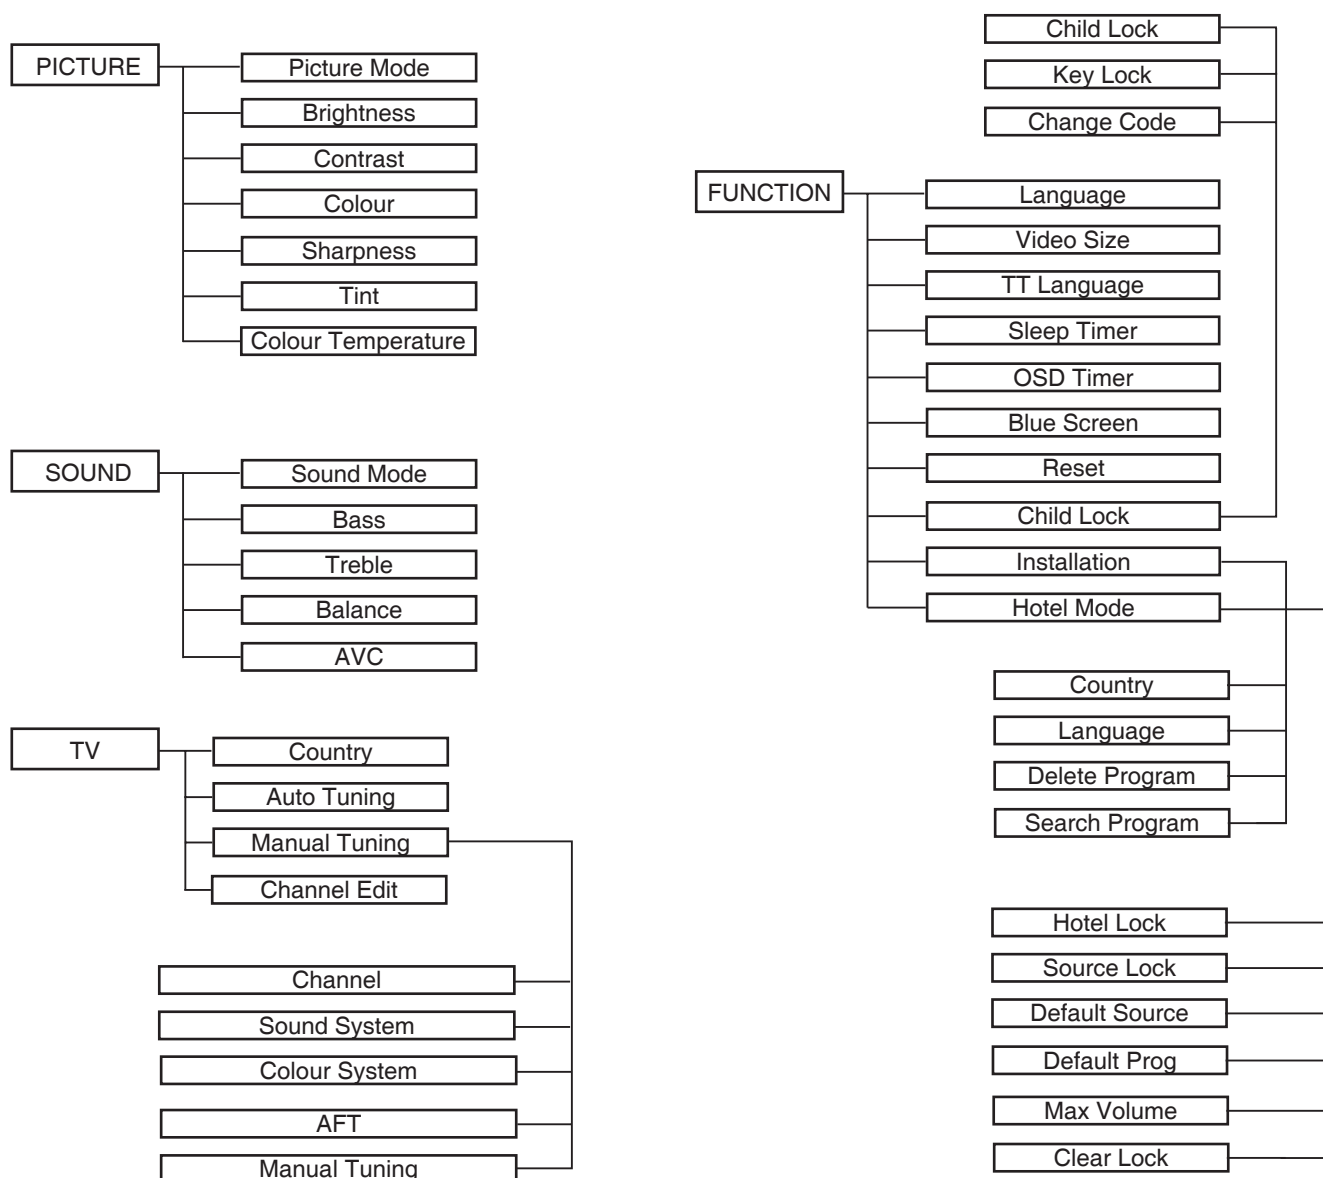 PICTURE
Picture Mode
Brightness
Contrast
Colour
Sharpness
Tint
Colour Temperature
SOUND
Sound Mode
Bass
Treble
Balance
AVC
TV
Country
Auto Tuning
Manual Tuning
Channel Edit
Channel
Sound System
Colour System
AFT
Manual Tuning
Child Lock
Key Lock
Change Code
FUNCTION
Language
Video Size
TT Language
Sleep Timer
OSD Timer
Blue Screen
Reset
Child Lock
Installation
Hotel Mode
Country
Language
Delete Program
Search Program
Hotel Lock
Source Lock
Default Source
Default Prog
Max Volume
Clear Lock